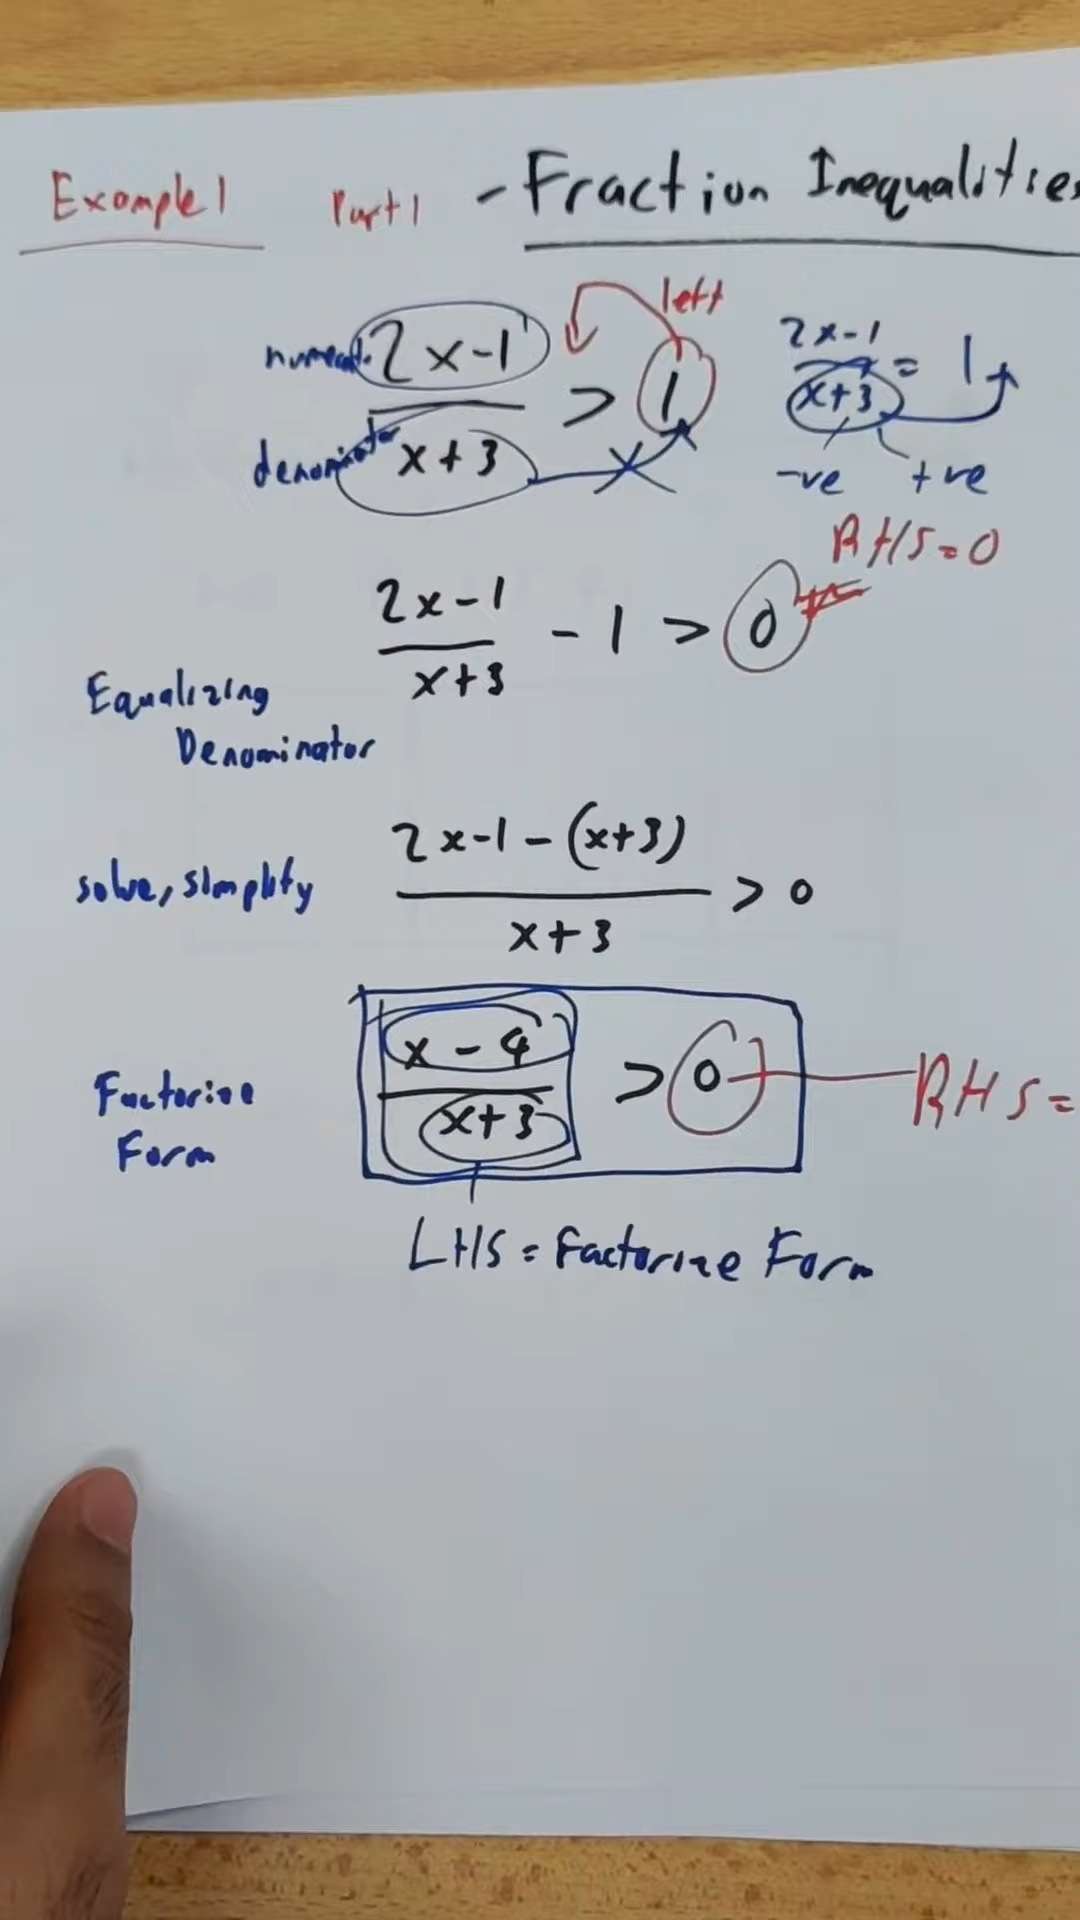 Example 1 Part 1 - Fraction Inequalities
left
numerat. 2x-1 > 1
denominator x+3
2x-1 = 1
x+3
-ve +ve
RHS=0
2x-1 - 1 > 0
x+3
Equalizing
Denominator
2x-1-(x+3) > 0
x+3
solve, simplify
x-4 > 0
x+3
RHS=
Factorize
Form
LHS = Factorize Form